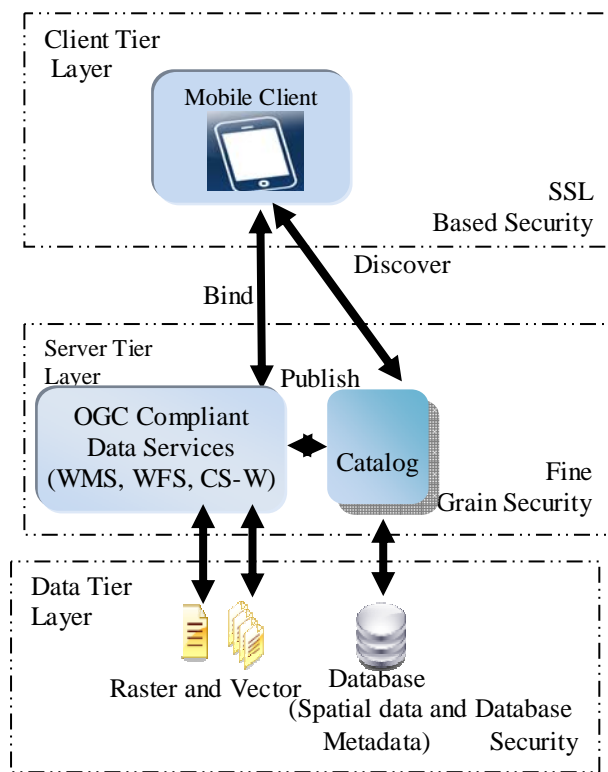 Client Tier
Layer
Mobile Client
SSL
Based Security
Discover
Bind
Server Tier
Layer
Publish
OGC Compliant
Data Services
(WMS, WFS, CS-W)
Catalog
Fine
Grain Security
Data Tier
Layer
Raster and Vector
Database
(Spatial data and Database
Metadata) Security